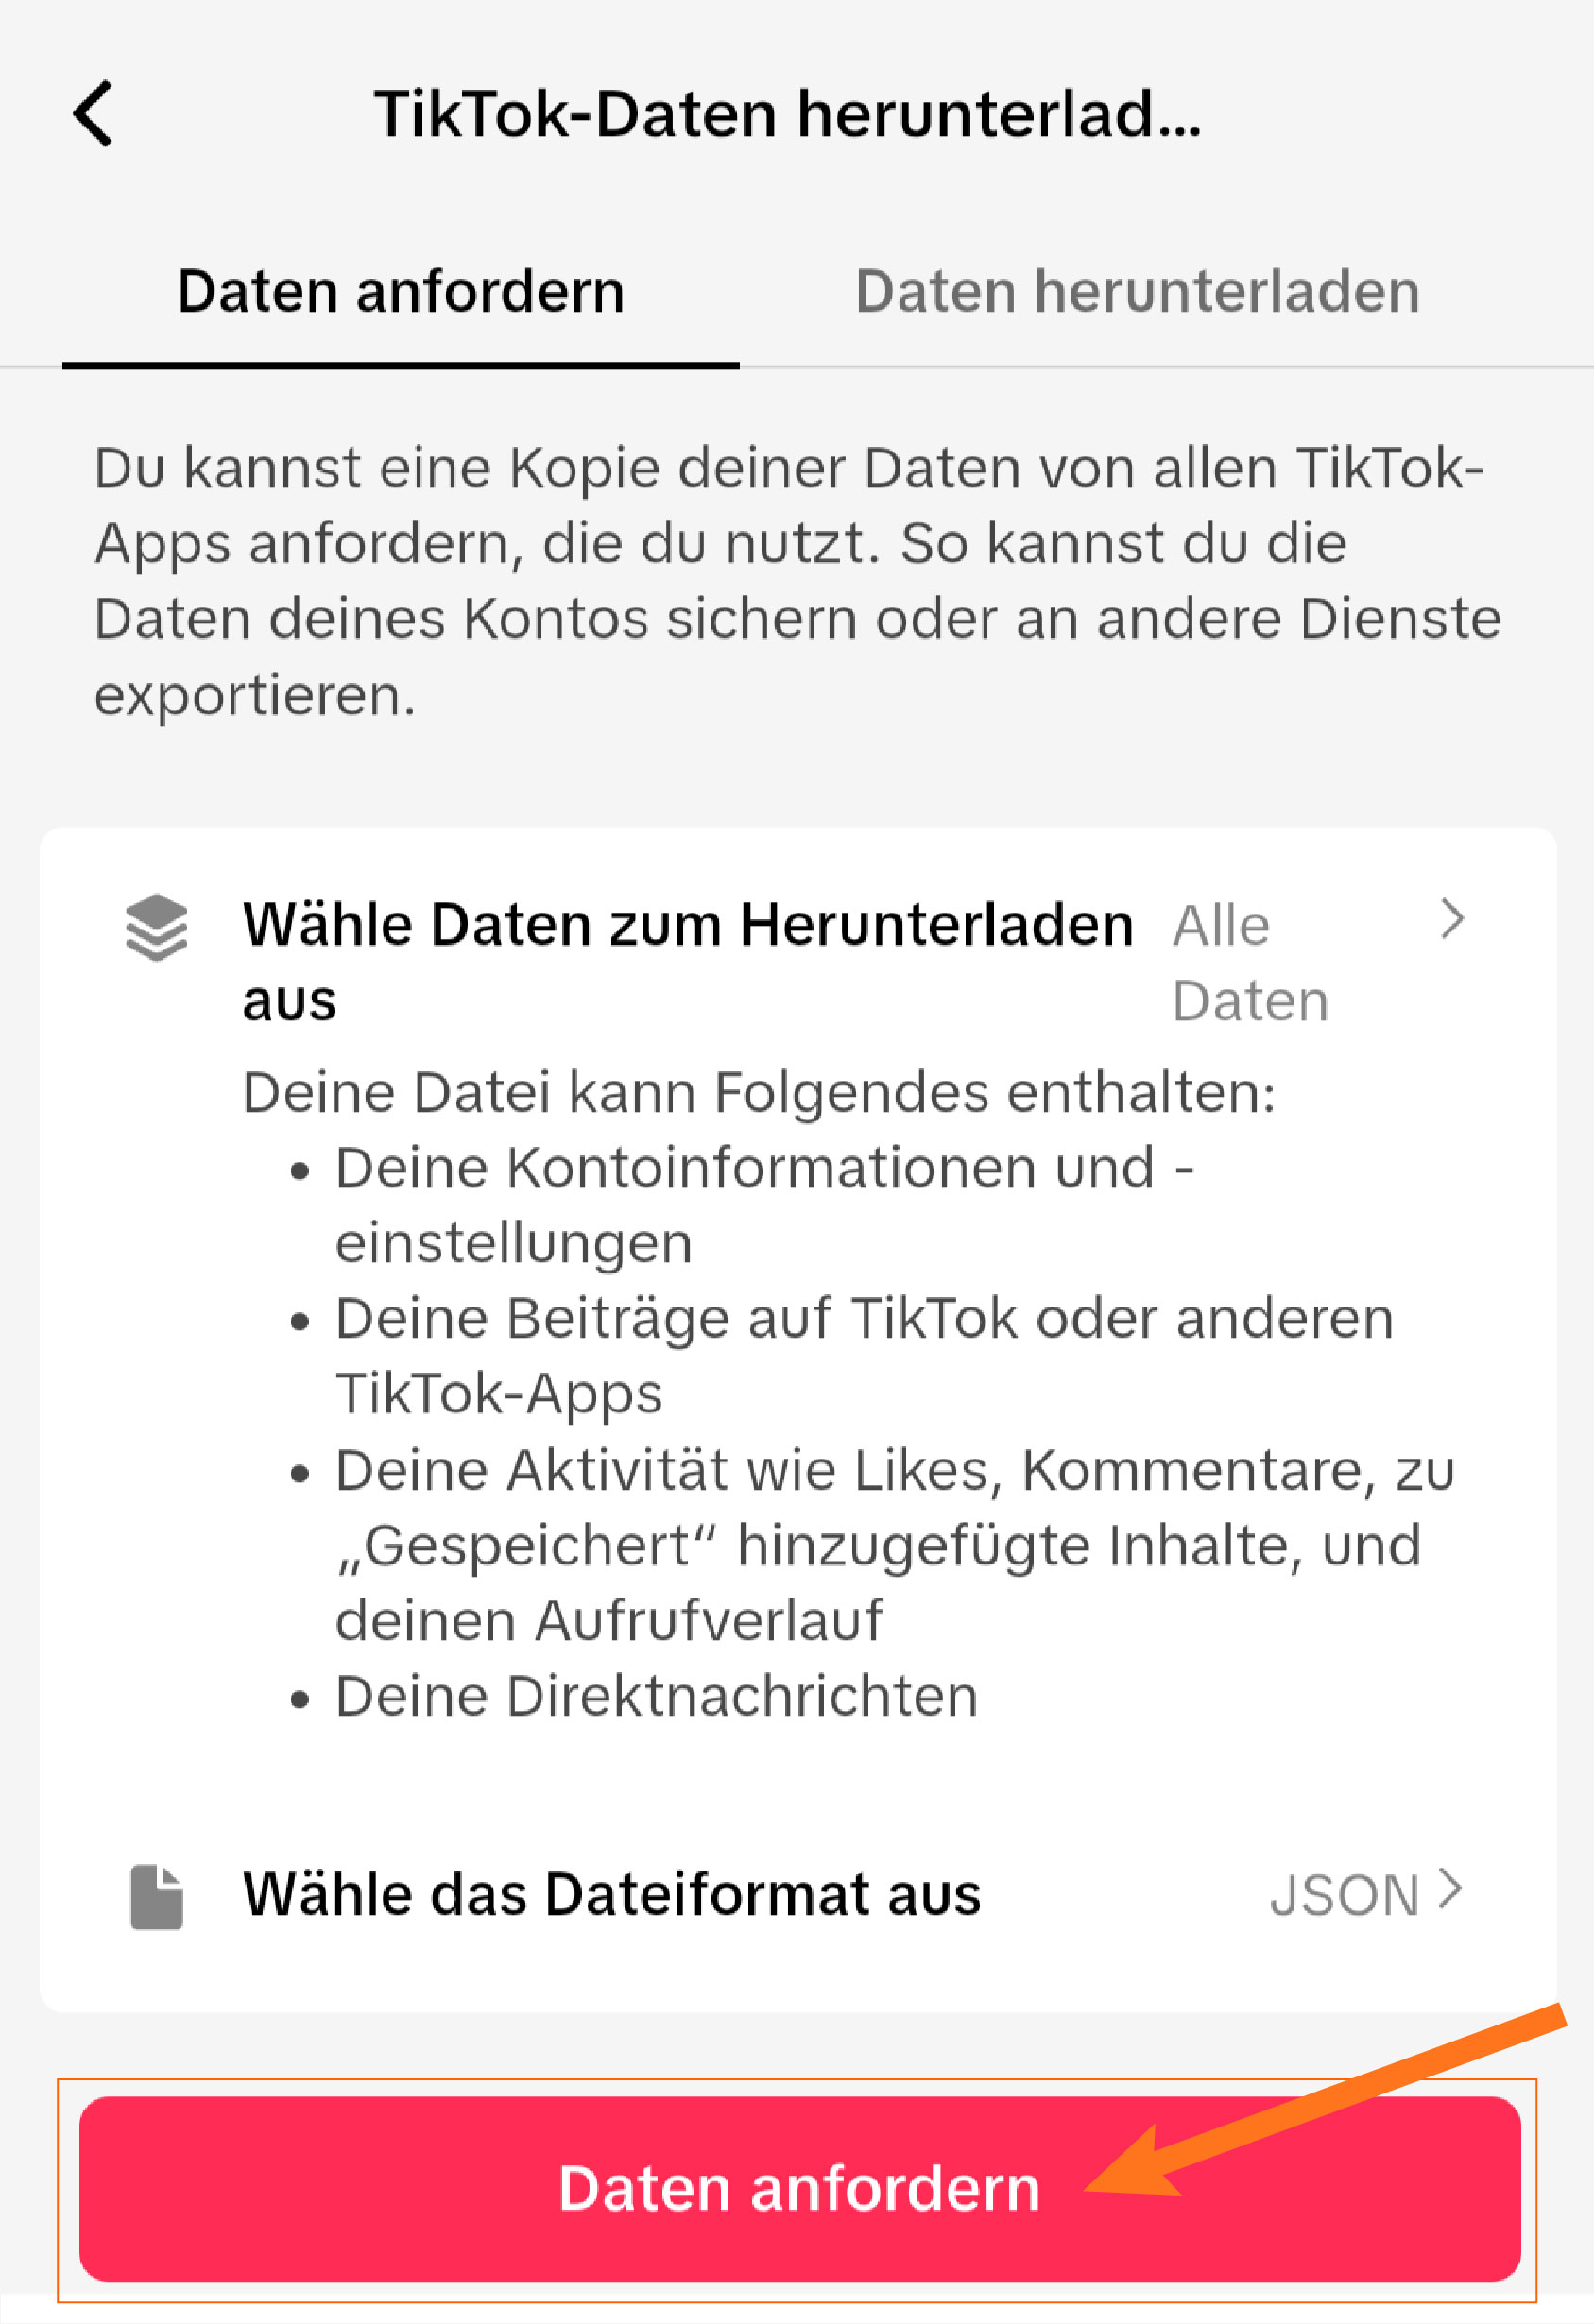 TikTok-Daten herunterlad...
Daten anfordern
Daten herunterladen
Du kannst eine Kopie deiner Daten von allen TikTok-
Apps anfordern, die du nutzt. So kannst du die
Daten deines Kontos sichern oder an andere Dienste
exportieren.
Wähle Daten zum Herunterladen
aus
Alle
Daten
Deine Datei kann Folgendes enthalten:
• Deine Kontoinformationen und -
einstellungen
• Deine Beiträge auf TikTok oder anderen
TikTok-Apps
• Deine Aktivität wie Likes, Kommentare, zu
„Gespeichert“ hinzugefügte Inhalte, und
deinen Aufrufverlauf
• Deine Direktnachrichten
Wähle das Dateiformat aus
JSON
Daten anfordern